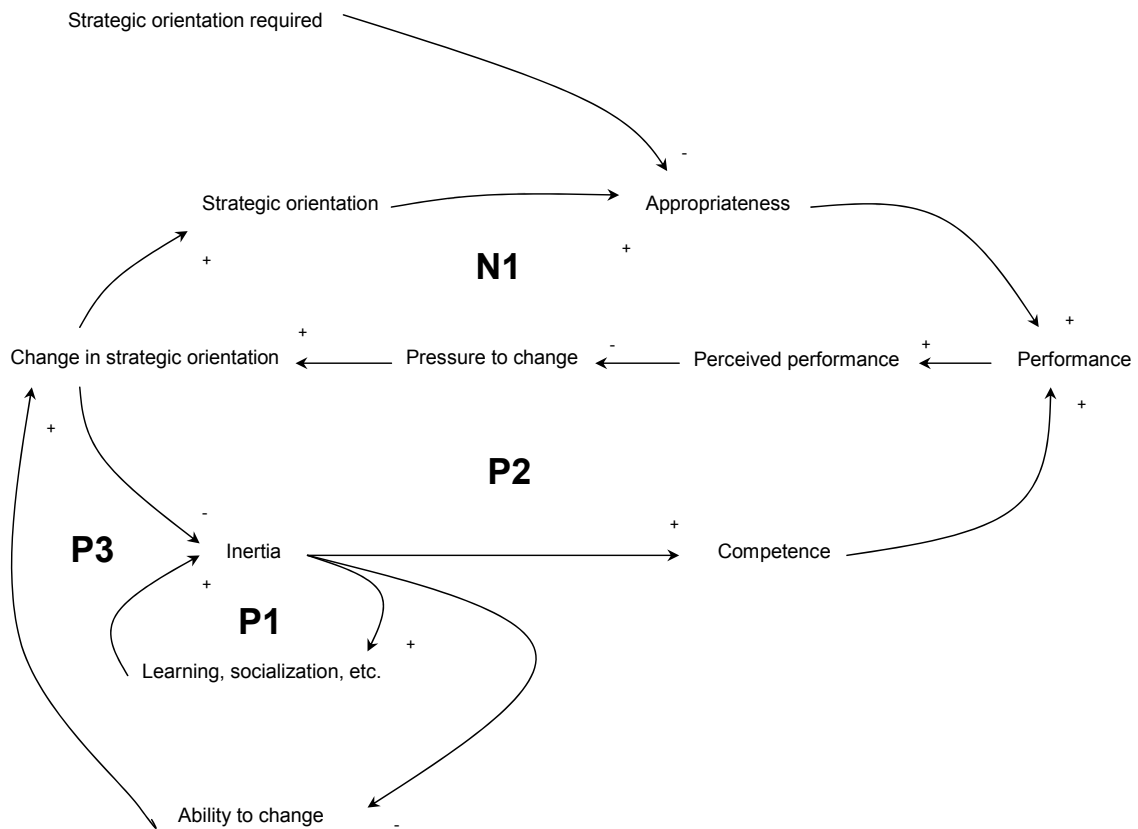 Strategic orientation required
-
Strategic orientation
Appropriateness
+
N1
+
+
+
-
+
Change in strategic orientation
Pressure to change
Perceived performance
Performance
+
+
P2
-
+
P3
Inertia
Competence
+
P1
+
Learning, socialization, etc.
Ability to change
-